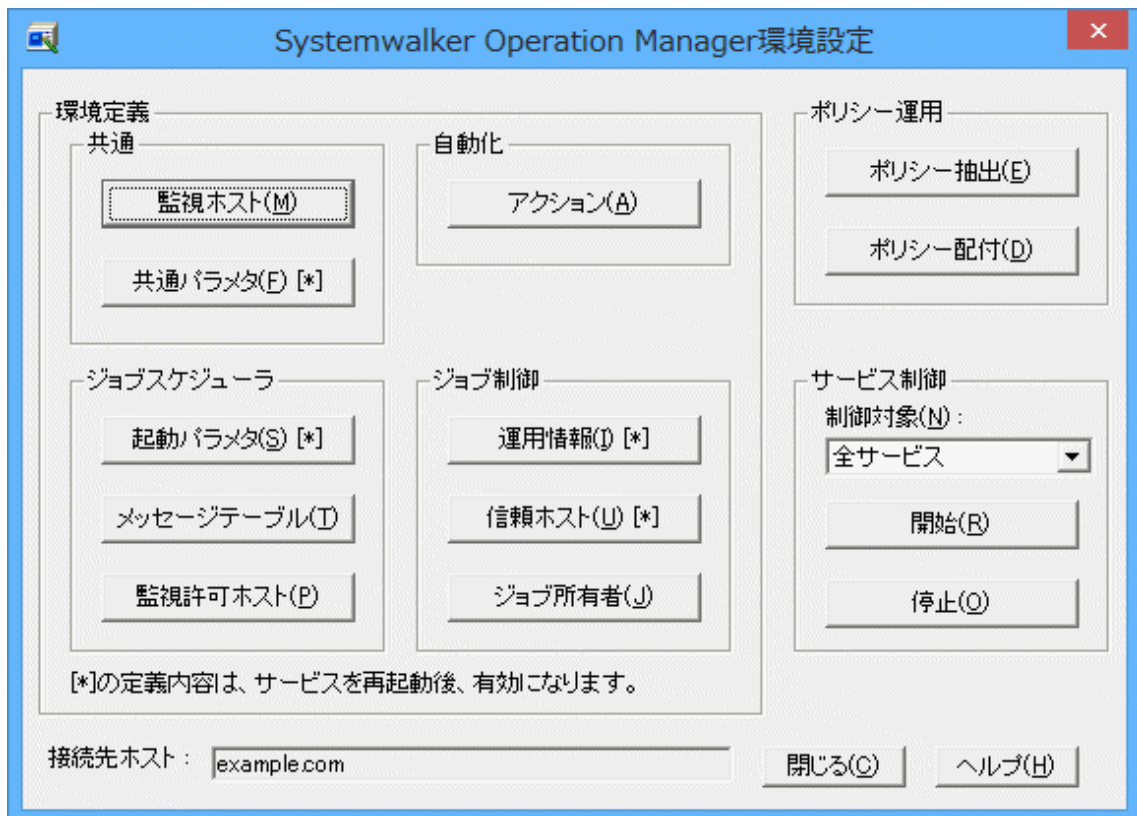 Systemwalker Operation Manager環境設定
環境定義
共通
監視ホスト(M)
共通パラメタ(F) [*]
自動化
アクション(A)
ポリシー運用
ポリシー抽出(E)
ポリシー配付(D)
ジョブスケジューラ
起動パラメタ(S) [*]
メッセージテーブル(T)
監視許可ホスト(P)
ジョブ制御
運用情報(I) [*]
信頼ホスト(U) [*]
ジョブ所有者(J)
サービス制御
制御対象(N)：
全サービス
開始(R)
停止(O)
[*]の定義内容は、サービスを再起動後、有効になります。
接続先ホスト： example.com
閉じる(C)
ヘルプ(H)